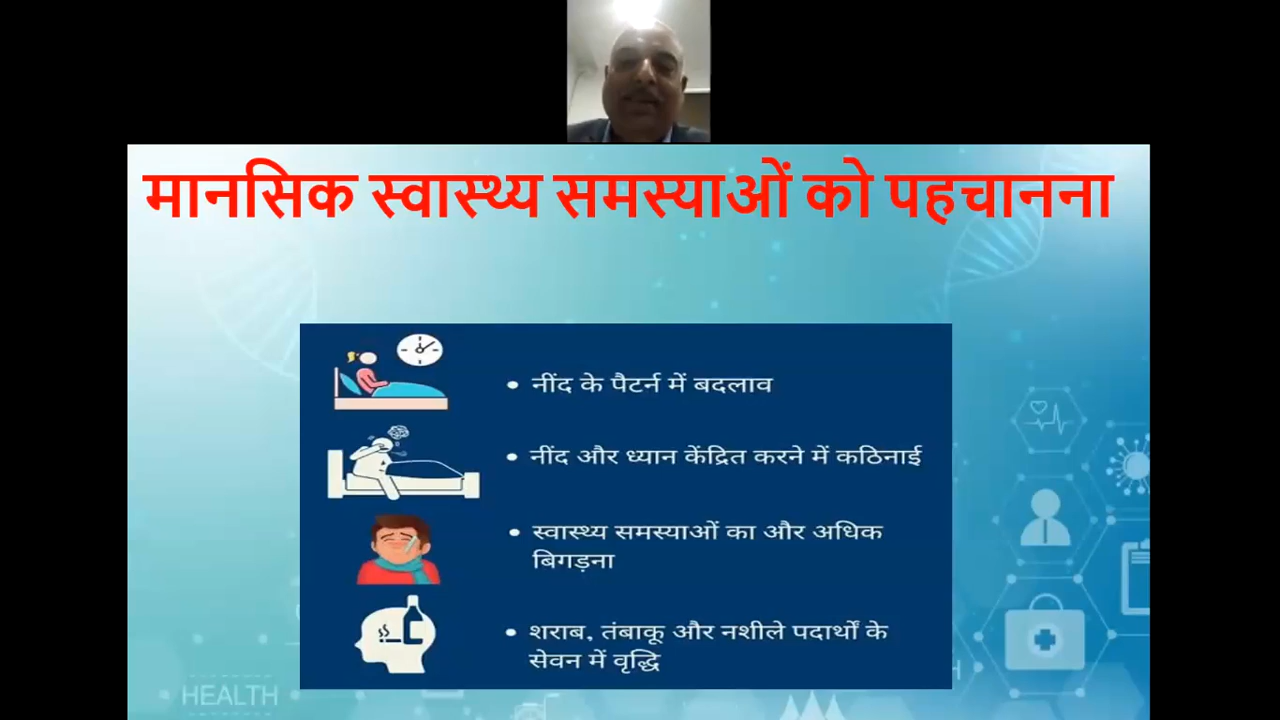 मानसिक स्वास्थ्य समस्याओं को पहचानना
• नींद के पैटर्न में बदलाव
• नींद और ध्यान केंद्रित करने में कठिनाई
• स्वास्थ्य समस्याओं का और अधिक
बिगड़ना
• शराब, तंबाकू और नशीले पदार्थों के
सेवन में वृद्धि
HEALTH